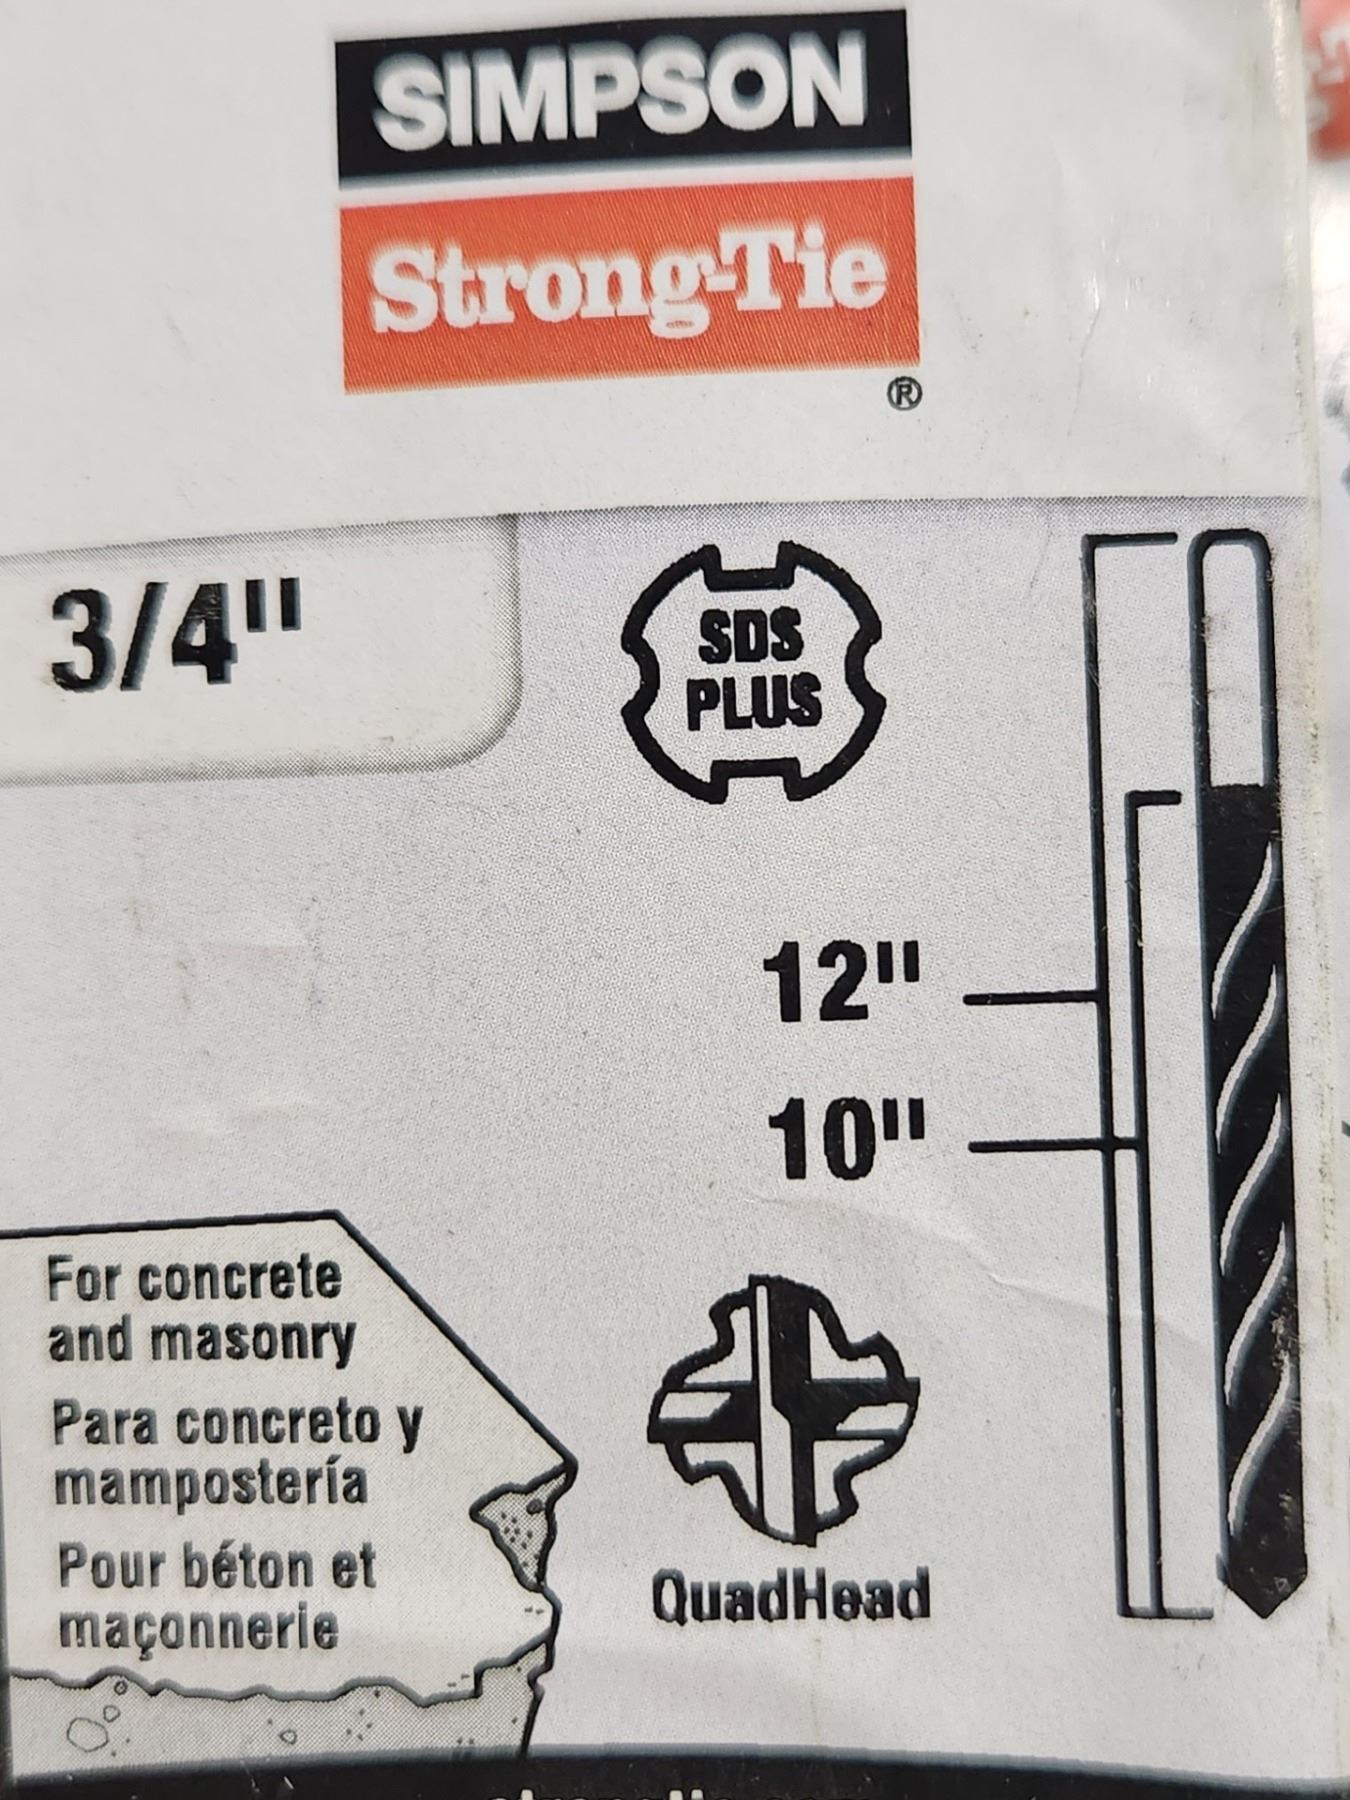 SIMPSON
Strong-Tie
®
3/4"
SDS
PLUS
12"
10"
For concrete
and masonry
Para concreto y
mampostería
Pour béton et
maçonnerie
QuadHead